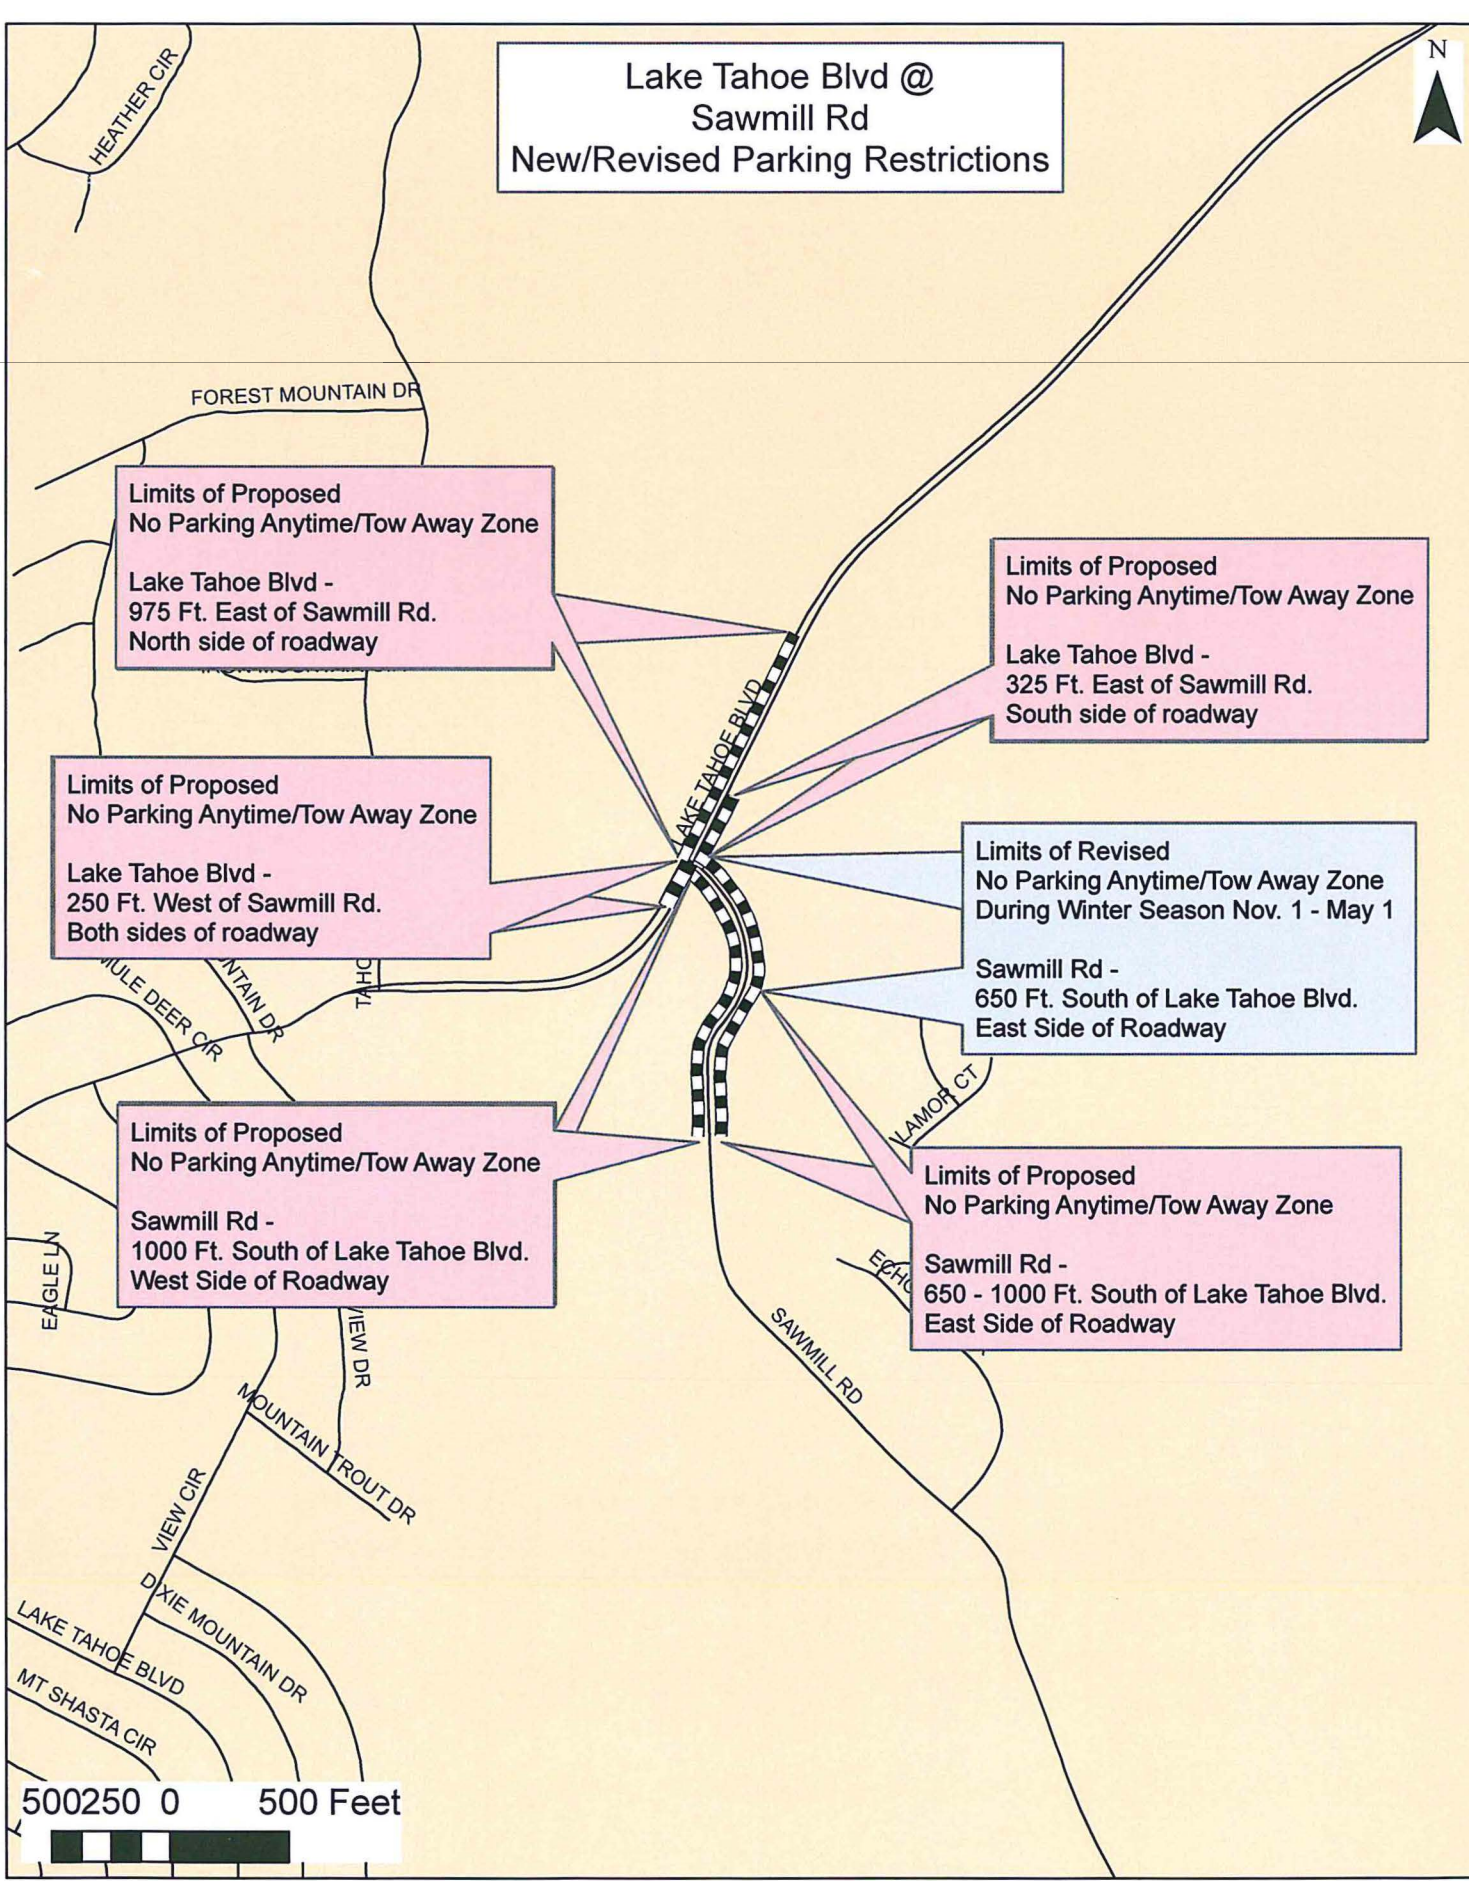 N
Lake Tahoe Blvd @
Sawmill Rd
New/Revised Parking Restrictions
HEATHER CIR
FOREST MOUNTAIN DR
Limits of Proposed
No Parking Anytime/Tow Away Zone
Lake Tahoe Blvd -
975 Ft. East of Sawmill Rd.
North side of roadway
Limits of Proposed
No Parking Anytime/Tow Away Zone
Lake Tahoe Blvd -
325 Ft. East of Sawmill Rd.
South side of roadway
LAKE TAHOE BLVD
Limits of Proposed
No Parking Anytime/Tow Away Zone
Lake Tahoe Blvd -
250 Ft. West of Sawmill Rd.
Both sides of roadway
Limits of Revised
No Parking Anytime/Tow Away Zone
During Winter Season Nov. 1 - May 1
Sawmill Rd -
650 Ft. South of Lake Tahoe Blvd.
East Side of Roadway
MULE DEER CIR
NTAIN DR
LAMOR CT
Limits of Proposed
No Parking Anytime/Tow Away Zone
Sawmill Rd -
1000 Ft. South of Lake Tahoe Blvd.
West Side of Roadway
Limits of Proposed
No Parking Anytime/Tow Away Zone
Sawmill Rd -
650 - 1000 Ft. South of Lake Tahoe Blvd.
East Side of Roadway
ECHO
EAGLE LN
VIEW DR
SAWMILL RD
MOUNTAIN TROUT DR
VIEW CIR
DIXIE MOUNTAIN DR
LAKE TAHOE BLVD
MT SHASTA CIR
500 250 0 500 Feet